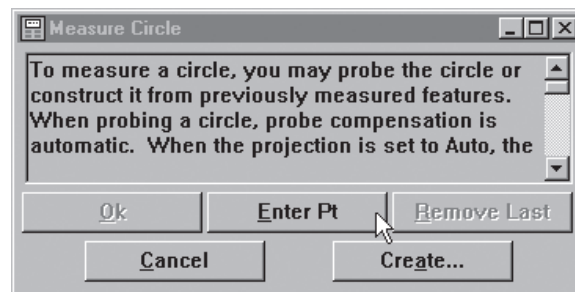 Measure Circle
To measure a circle, you may probe the circle or
construct it from previously measured features.
When probing a circle, probe compensation is
automatic.  When the projection is set to Auto, the
Ok
Enter Pt
Remove Last
Cancel
Create...